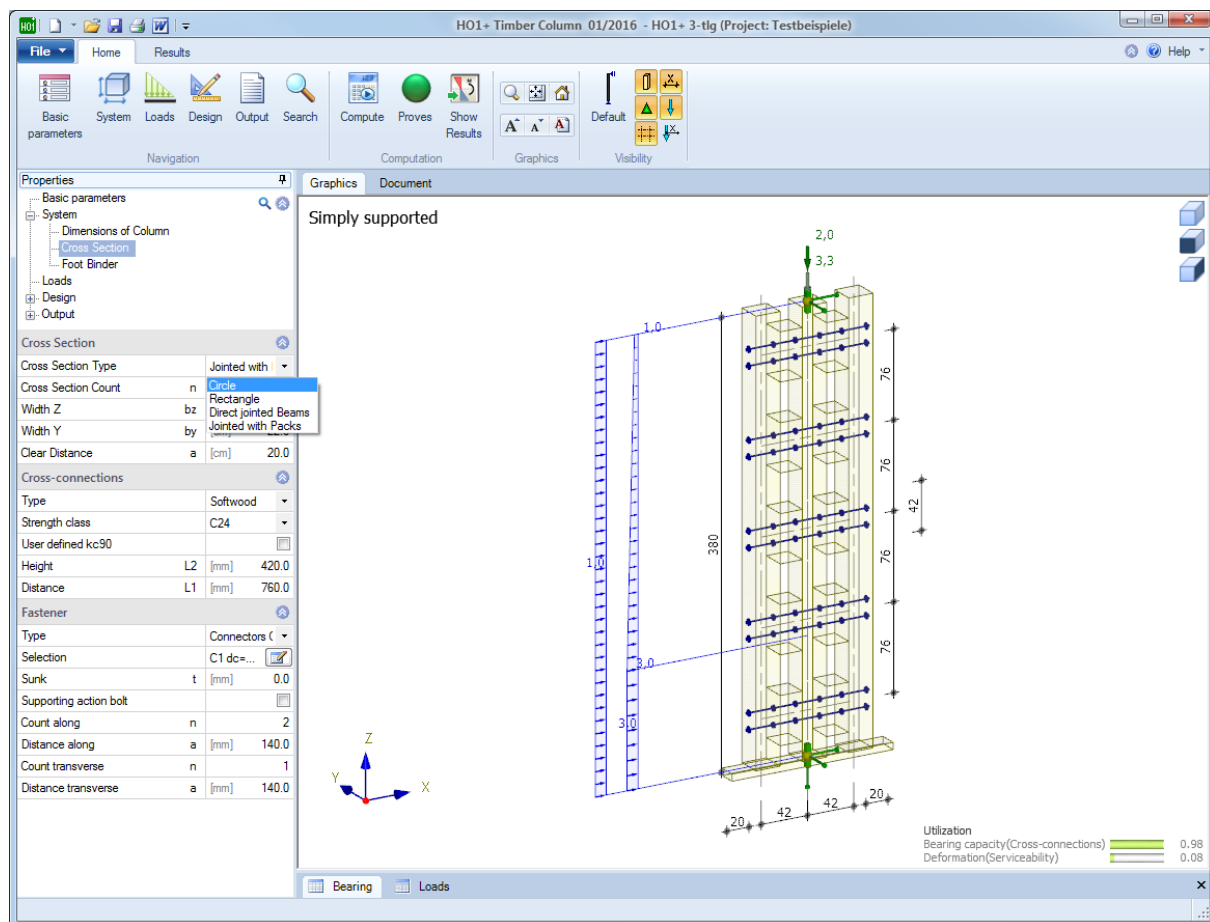 HO1+ Timber Column 01/2016 - HO1+ 3-tlg (Project: Testbeispiele)
File Home Results Help
Basic parameters System Loads Design Output Search Compute Proves Show Results Default
Navigation Computation Graphics Visibility
Properties
Basic parameters
System
Dimensions of Column
Cross Section
Foot Binder
Loads
Design
Output
Cross Section
Cross Section Type Jointed with
Cross Section Count n
Width Z bz
Width Y by
Clear Distance a [cm] 20.0
Circle
Rectangle
Direct jointed Beams
Jointed with Packs
Cross-connections
Type Softwood
Strength class C24
User defined kc90
Height L2 [mm] 420.0
Distance L1 [mm] 760.0
Fastener
Type Connectors C
Selection C1 dc=...
Sunk t [mm] 0.0
Supporting action bolt
Count along n 2
Distance along a [mm] 140.0
Count transverse n 1
Distance transverse a [mm] 140.0
Graphics Document
Simply supported
2,0
3,3
1,0
76
76
42
380
1,0
76
76
3,0
3,0
Z
Y
X
20 42 42 20
Utilization
Bearing capacity(Cross-connections) 0.98
Deformation(Serviceability) 0.08
Bearing Loads